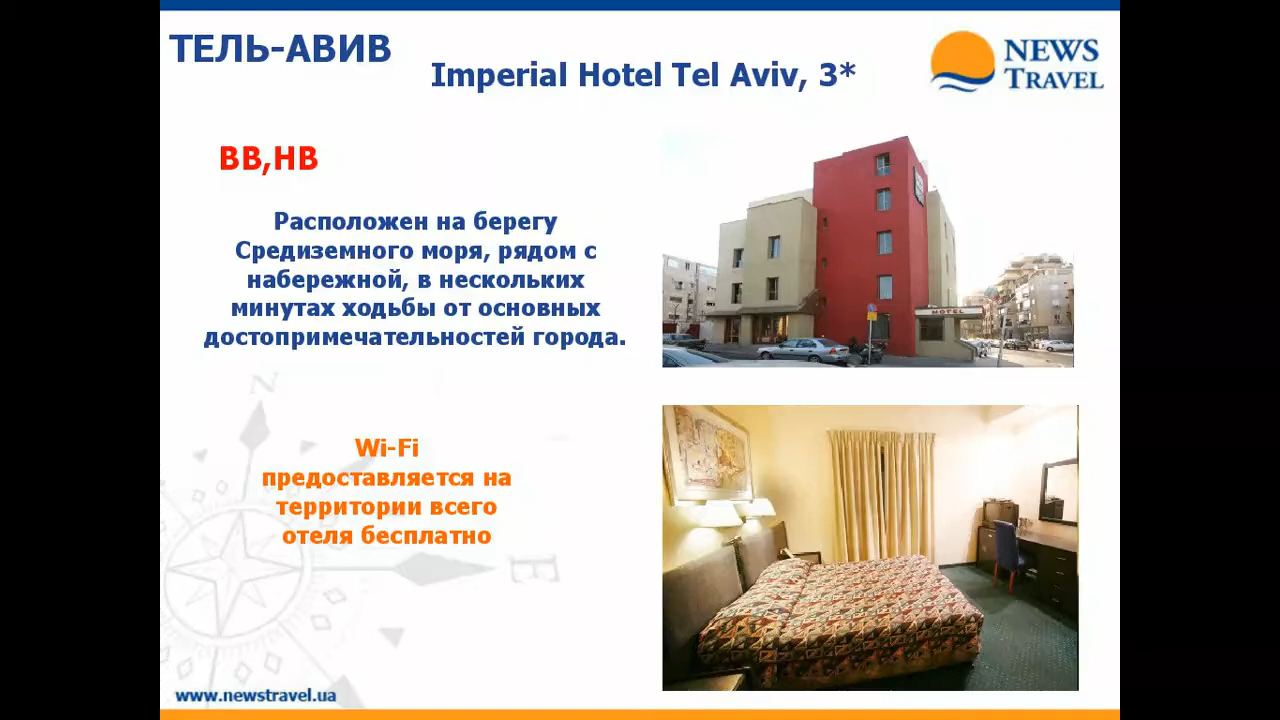 ТЕЛЬ-АВИВ
Imperial Hotel Tel Aviv, 3*
NEWS
TRAVEL
BB,HB
Расположен на берегу
Средиземного моря, рядом с
набережной, в нескольких
минутах ходьбы от основных
достопримечательностей города.
HOTEL
Wi-Fi
предоставляется на
территории всего
отеля бесплатно
N
E
www.newstravel.ua